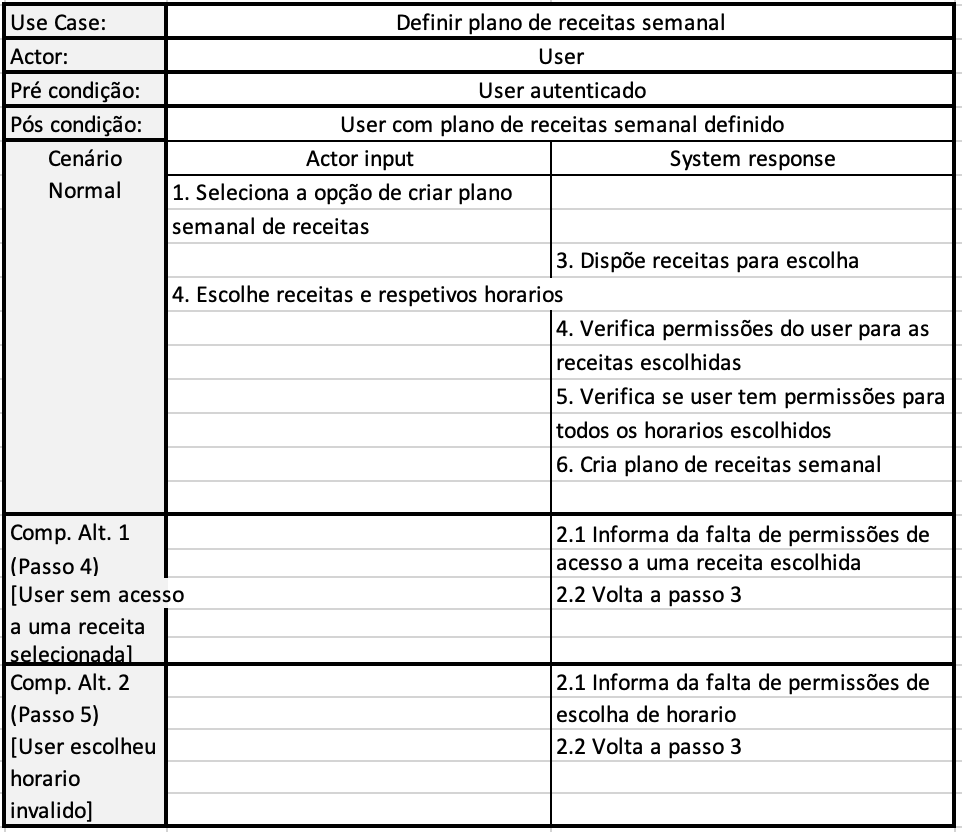 Use Case: Definir plano de receitas semanal
Actor: User
Pré condição: User autenticado
Pós condição: User com plano de receitas semanal definido
Cenário Normal
Actor input System response
1. Seleciona a opção de criar plano
semanal de receitas
3. Dispõe receitas para escolha
4. Escolhe receitas e respetivos horarios
4. Verifica permissões do user para as
receitas escolhidas
5. Verifica se user tem permissões para
todos os horarios escolhidos
6. Cria plano de receitas semanal
Comp. Alt. 1
(Passo 4)
[User sem acesso
a uma receita
selecionada]
2.1 Informa da falta de permissões de
acesso a uma receita escolhida
2.2 Volta a passo 3
Comp. Alt. 2
(Passo 5)
[User escolheu
horario
invalido]
2.1 Informa da falta de permissões de
escolha de horario
2.2 Volta a passo 3